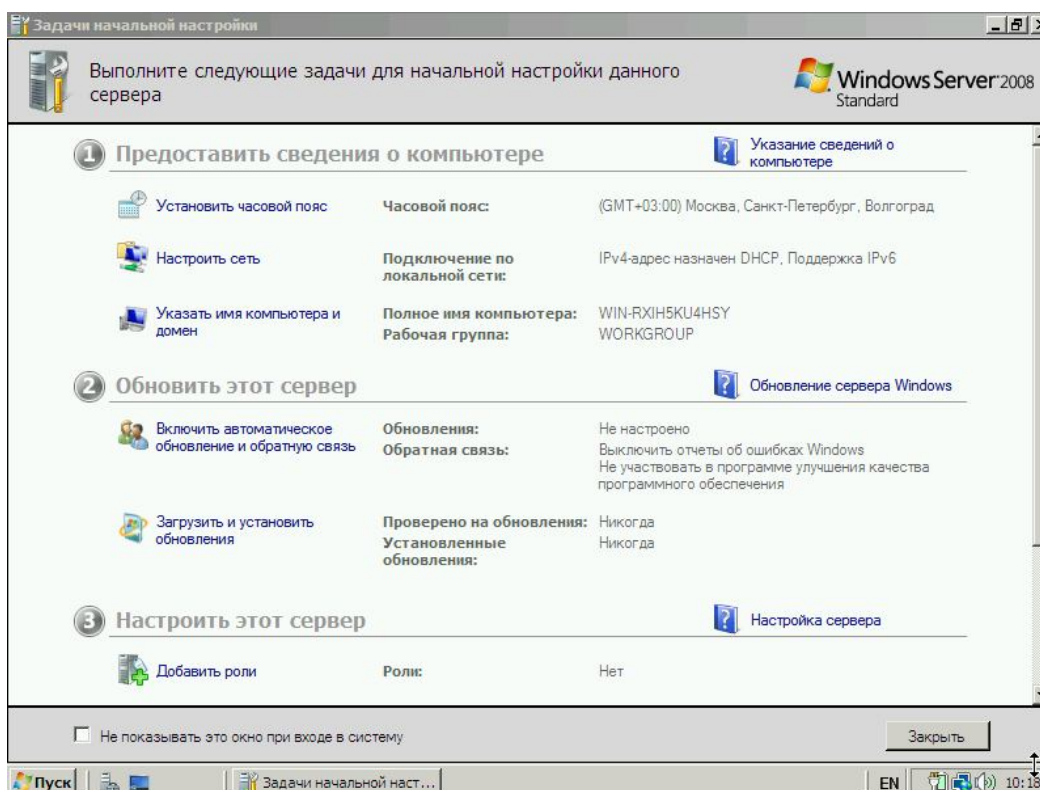 Задачи начальной настройки
Выполните следующие задачи для начальной настройки данного
сервера
Windows Server 2008
Standard
1 Предоставить сведения о компьютере
Указание сведений о
компьютере
Установить часовой пояс
Часовой пояс:
(GMT+03:00) Москва, Санкт-Петербург, Волгоград
Настроить сеть
Подключение по
локальной сети:
IPv4-адрес назначен DHCP, Поддержка IPv6
Указать имя компьютера и
домен
Полное имя компьютера:
WIN-RXIH5KU4HSY
Рабочая группа:
WORKGROUP
2 Обновить этот сервер
Обновление сервера Windows
Включить автоматическое
обновление и обратную связь
Обновления:
Не настроено
Обратная связь:
Выключить отчеты об ошибках Windows
Не участвовать в программе улучшения качества
программного обеспечения
Загрузить и установить
обновления
Проверено на обновления:
Никогда
Установленные
обновления:
Никогда
3 Настроить этот сервер
Настройка сервера
Добавить роли
Роли:
Нет
Не показывать это окно при входе в систему
Закрыть
Пуск
Задачи начальной наст...
EN
10:18